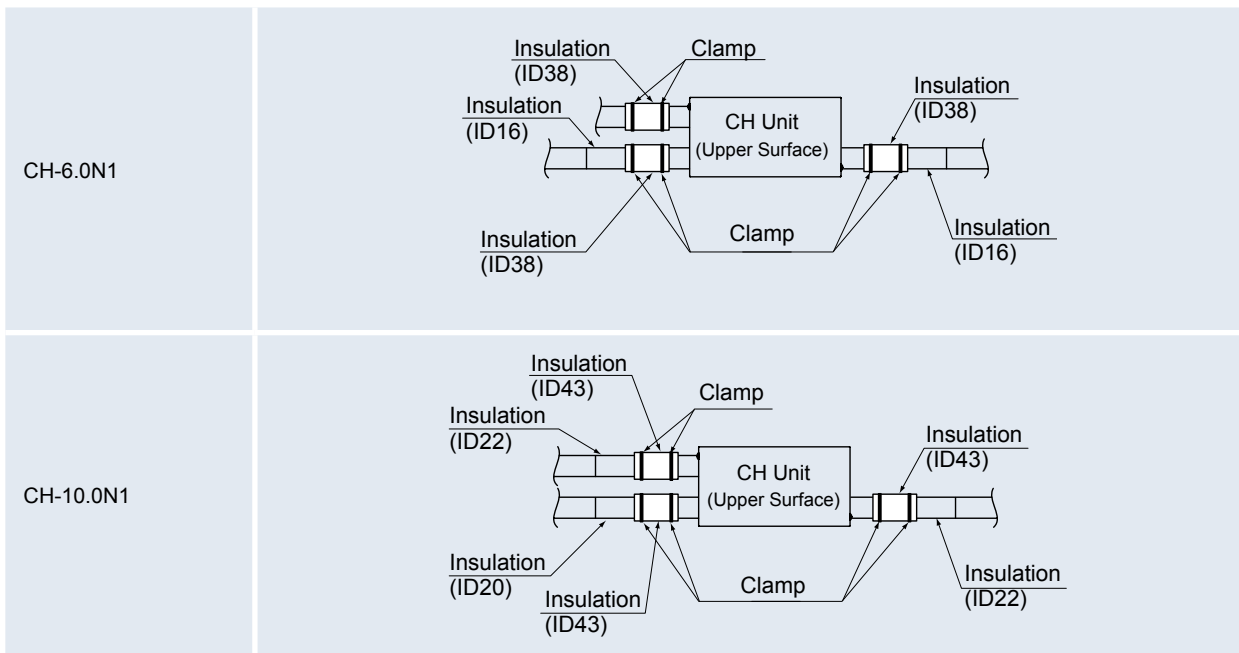 CH-6.0N1
Insulation
(ID38)
Clamp
Insulation
(ID16)
Insulation
(ID38)
CH Unit
(Upper Surface)
Insulation
(ID38)
Clamp
Insulation
(ID16)
CH-10.0N1
Insulation
(ID43)
Clamp
Insulation
(ID22)
Insulation
(ID43)
CH Unit
(Upper Surface)
Insulation
(ID20)
Insulation
(ID43)
Clamp
Insulation
(ID22)